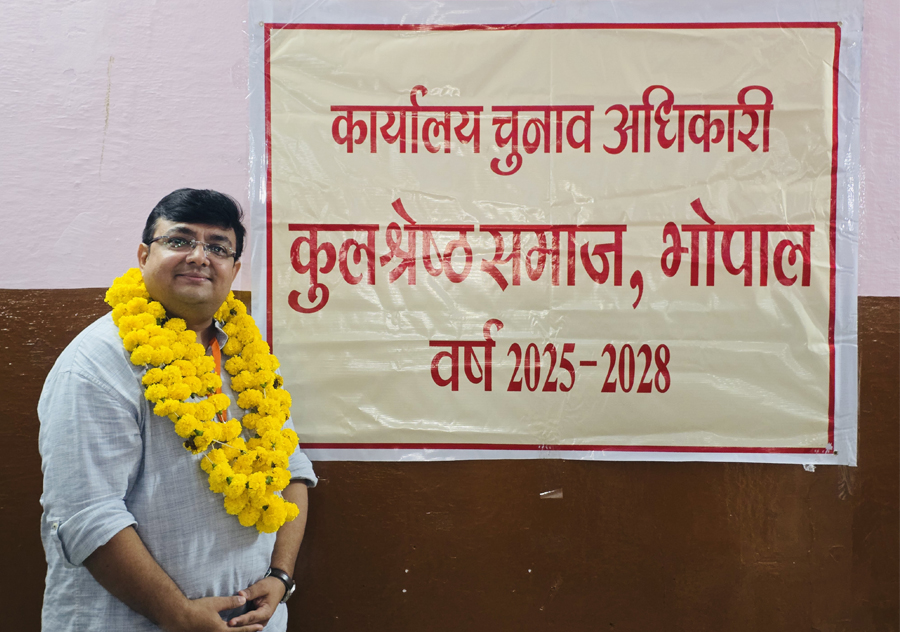 कार्यालय चुनाव अधिकारी
कुलश्रेष्ठ समाज, भोपाल
वर्ष 2025-2028